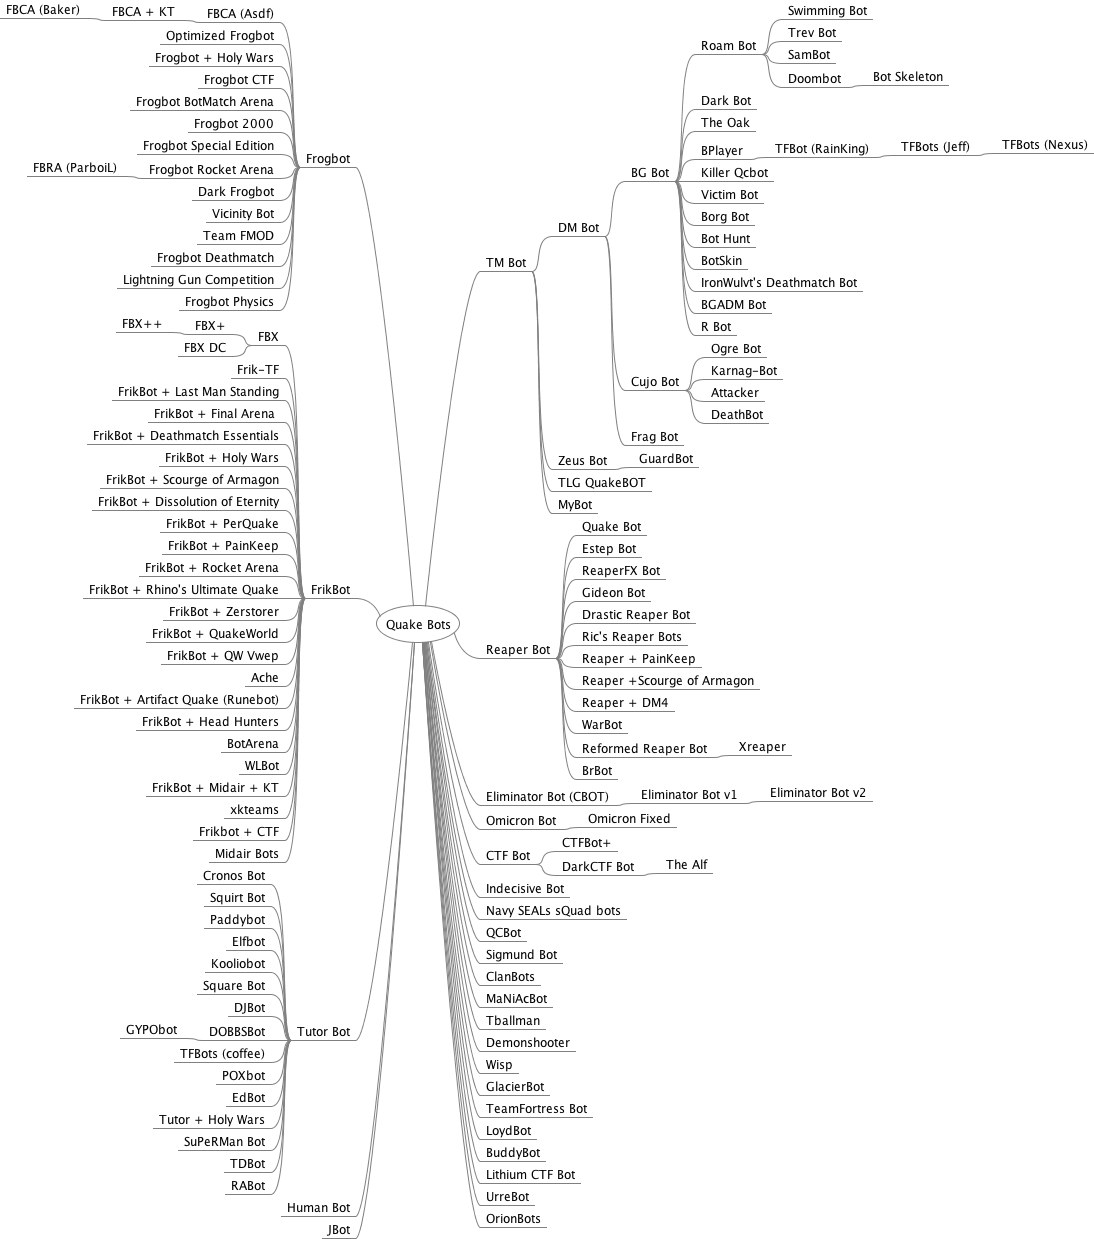 FBCA (Baker)
FBCA + KT
FBCA (Asdf)
Optimized Frogbot
Frogbot + Holy Wars
Frogbot CTF
Frogbot BotMatch Arena
Frogbot 2000
Frogbot Special Edition
FBRA (ParboiL)
Frogbot Rocket Arena
Dark Frogbot
Vicinity Bot
Team FMOD
Frogbot Deathmatch
Lightning Gun Competition
Frogbot Physics
Frogbot
FBX++
FBX+
FBX DC
FBX
Frik-TF
FrikBot + Last Man Standing
FrikBot + Final Arena
FrikBot + Deathmatch Essentials
FrikBot + Holy Wars
FrikBot + Scourge of Armagon
FrikBot + Dissolution of Eternity
FrikBot + PerQuake
FrikBot + PainKeep
FrikBot + Rocket Arena
FrikBot + Rhino's Ultimate Quake
FrikBot + Zerstorer
FrikBot + QuakeWorld
FrikBot + QW Vwep
Ache
FrikBot + Artifact Quake (Runebot)
FrikBot + Head Hunters
BotArena
WLBot
FrikBot + Midair + KT
xkteams
Frikbot + CTF
Midair Bots
FrikBot
Cronos Bot
Squirt Bot
Paddybot
Elfbot
Kooliobot
Square Bot
DJBot
GYPObot
DOBBSBot
TFBots (coffee)
POXbot
EdBot
Tutor + Holy Wars
SuPeRMan Bot
TDBot
RABot
Tutor Bot
Human Bot
JBot
Quake Bots
TM Bot
DM Bot
BG Bot
Roam Bot
Swimming Bot
Trev Bot
SamBot
Doombot
Bot Skeleton
Dark Bot
The Oak
BPlayer
TFBot (RainKing)
TFBots (Jeff)
TFBots (Nexus)
Killer Qcbot
Victim Bot
Borg Bot
Bot Hunt
BotSkin
IronWulvt's Deathmatch Bot
BGADM Bot
R Bot
Cujo Bot
Ogre Bot
Karnag-Bot
Attacker
DeathBot
Frag Bot
Zeus Bot
GuardBot
TLG QuakeBOT
MyBot
Reaper Bot
Quake Bot
Estep Bot
ReaperFX Bot
Gideon Bot
Drastic Reaper Bot
Ric's Reaper Bots
Reaper + PainKeep
Reaper +Scourge of Armagon
Reaper + DM4
WarBot
Reformed Reaper Bot
Xreaper
BrBot
Eliminator Bot (CBOT)
Eliminator Bot v1
Eliminator Bot v2
Omicron Bot
Omicron Fixed
CTF Bot
CTFBot+
DarkCTF Bot
The Alf
Indecisive Bot
Navy SEALs sQuad bots
QCBot
Sigmund Bot
ClanBots
MaNiAcBot
Tballman
Demonshooter
Wisp
GlacierBot
TeamFortress Bot
LoydBot
BuddyBot
Lithium CTF Bot
UrreBot
OrionBots